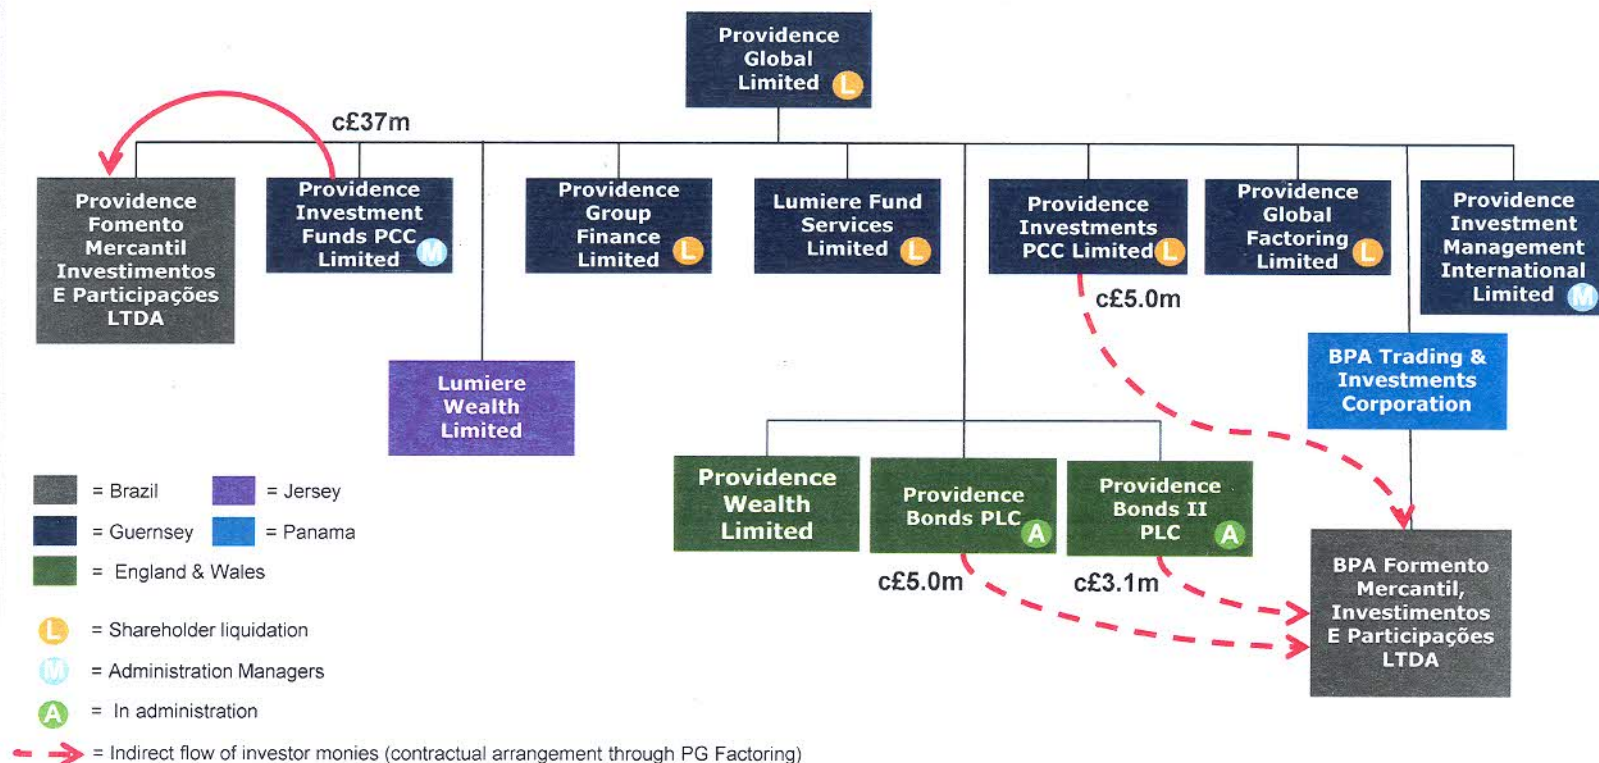 Providence
Global
Limited L
c£37m
Providence
Fomento
Mercantil
Investimentos
E Participações
LTDA
Providence
Investment
Funds PCC
Limited M
Providence
Group
Finance
Limited L
Lumiere Fund
Services
Limited L
Providence
Investments
PCC Limited L
Providence
Global
Factoring
Limited L
Providence
Investment
Management
International
Limited M
c£5.0m
Lumiere
Wealth
Limited
BPA Trading &
Investments
Corporation
Providence
Wealth
Limited
Providence
Bonds PLC A
Providence
Bonds II
PLC A
c£5.0m
c£3.1m
BPA Formento
Mercantil,
Investimentos
E Participações
LTDA
= Brazil
= Jersey
= Guernsey
= Panama
= England & Wales
L = Shareholder liquidation
M = Administration Managers
A = In administration
= Indirect flow of investor monies (contractual arrangement through PG Factoring)